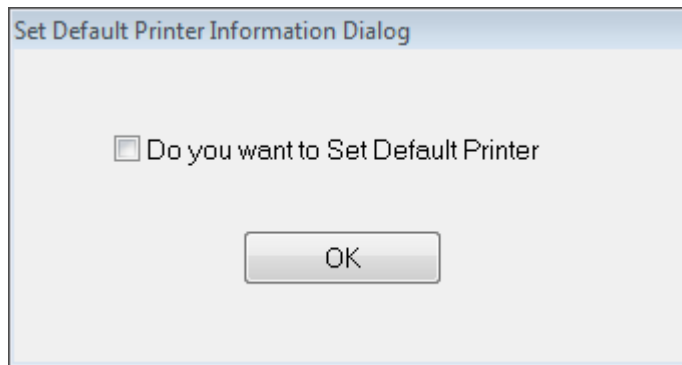 Set Default Printer Information Dialog
Do you want to Set Default Printer
OK